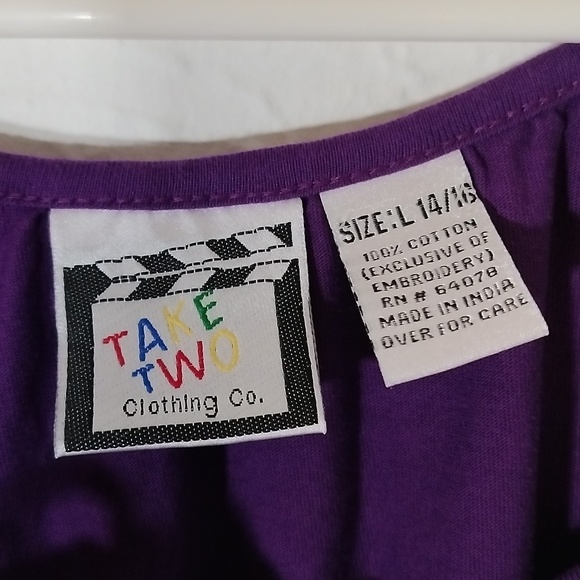 TAKE
TWO
Clothing Co.
SIZE:L 14/16
100% COTTON
(EXCLUSIVE OF
EMBROIDERY)
RN # 64078
MADE IN INDIA
OVER FOR CARE